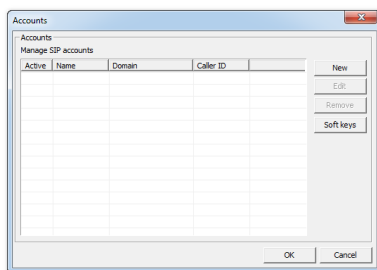 Accounts
Accounts
Manage SIP accounts
Active Name Domain Caller ID
New
Edit
Remove
Soft keys
OK Cancel